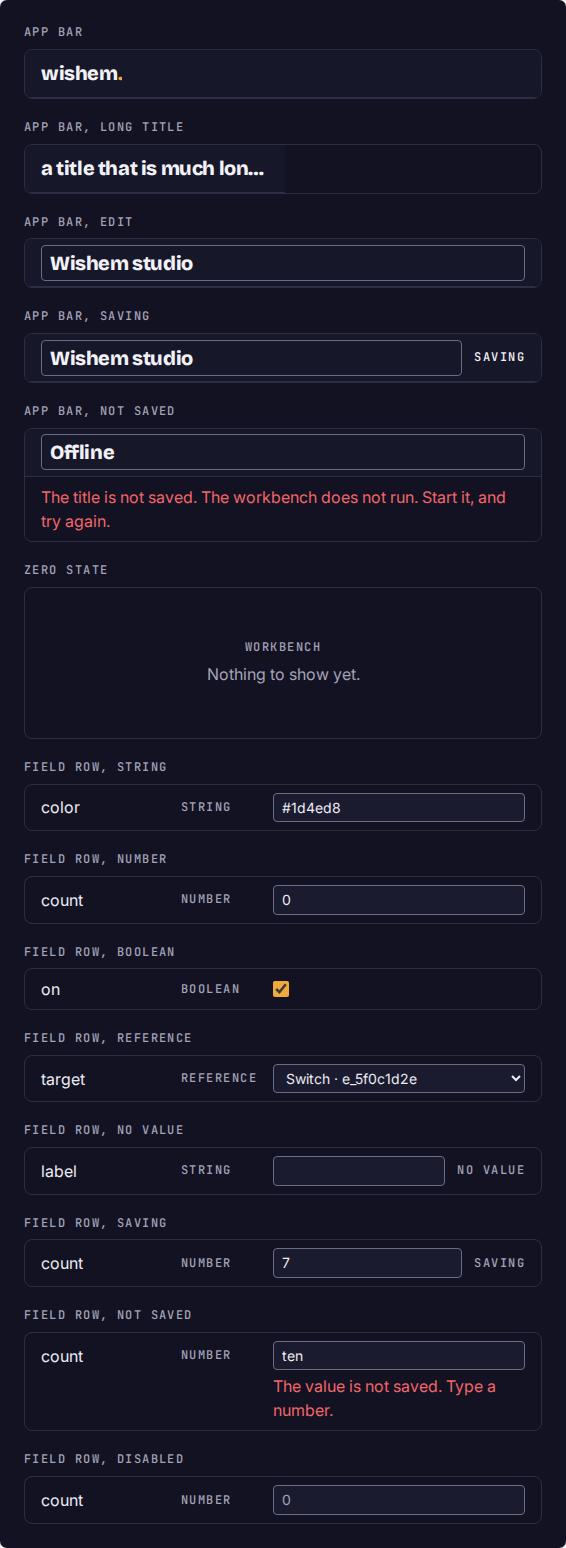 APP BAR
wishem.
APP BAR, LONG TITLE
a title that is much lon...
APP BAR, EDIT
Wishem studio
APP BAR, SAVING
Wishem studio SAVING
APP BAR, NOT SAVED
Offline
The title is not saved. The workbench does not run. Start it, and
try again.
ZERO STATE
WORKBENCH
Nothing to show yet.
FIELD ROW, STRING
color STRING #1d4ed8
FIELD ROW, NUMBER
count NUMBER 0
FIELD ROW, BOOLEAN
on BOOLEAN
FIELD ROW, REFERENCE
target REFERENCE Switch · e_5f0c1d2e
FIELD ROW, NO VALUE
label STRING NO VALUE
FIELD ROW, SAVING
count NUMBER 7 SAVING
FIELD ROW, NOT SAVED
count NUMBER ten
The value is not saved. Type a
number.
FIELD ROW, DISABLED
count NUMBER 0